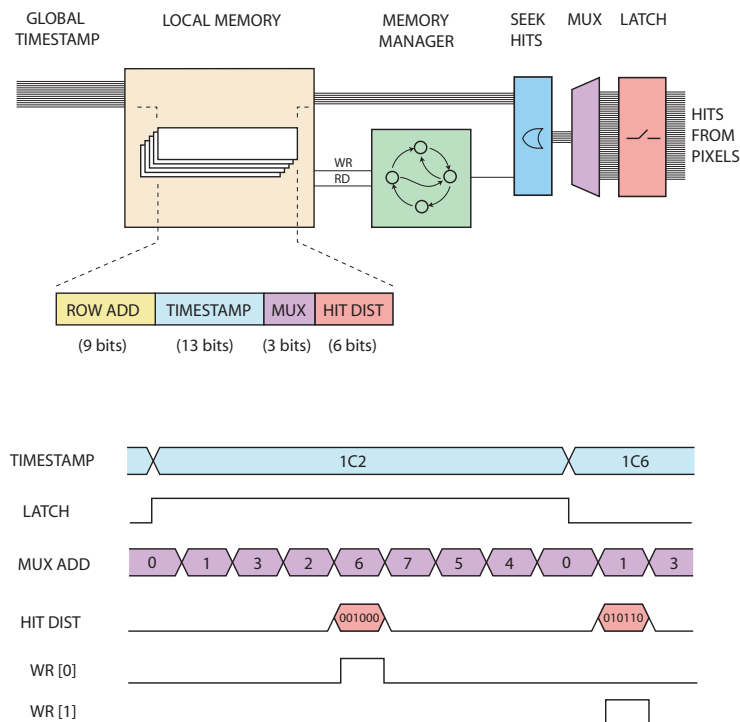 GLOBAL TIMESTAMP
LOCAL MEMORY
MEMORY MANAGER
SEEK HITS
MUX
LATCH
WR
RD
HITS FROM PIXELS
ROW ADD
TIMESTAMP
MUX
HIT DIST
(9 bits)
(13 bits)
(3 bits)
(6 bits)
TIMESTAMP
1C2
1C6
LATCH
MUX ADD
0
1
3
2
6
7
5
4
0
1
3
HIT DIST
001000
010110
WR [0]
WR [1]